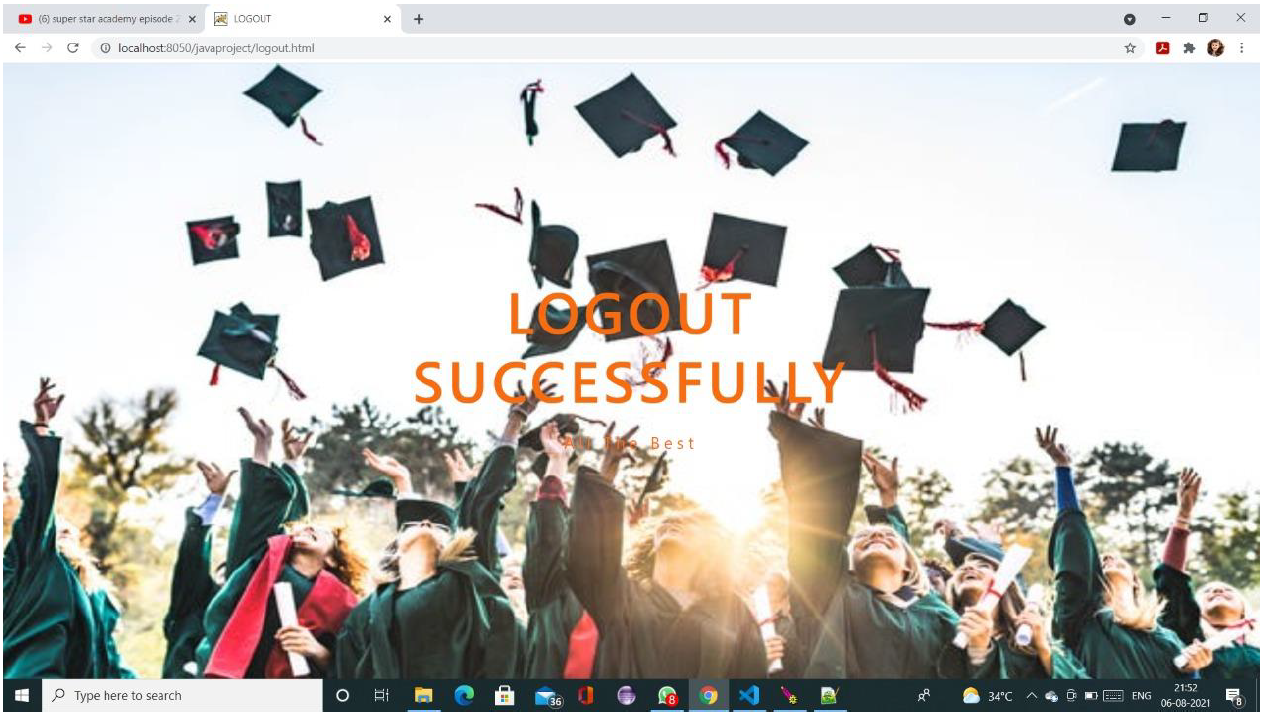 (6) super star academy episode 2
LOGOUT
localhost:8050/javaproject/logout.html
LOGOUT
SUCCESSFULLY
All The Best
Type here to search
36
8
34°C
ENG
21:52
06-08-2021
8